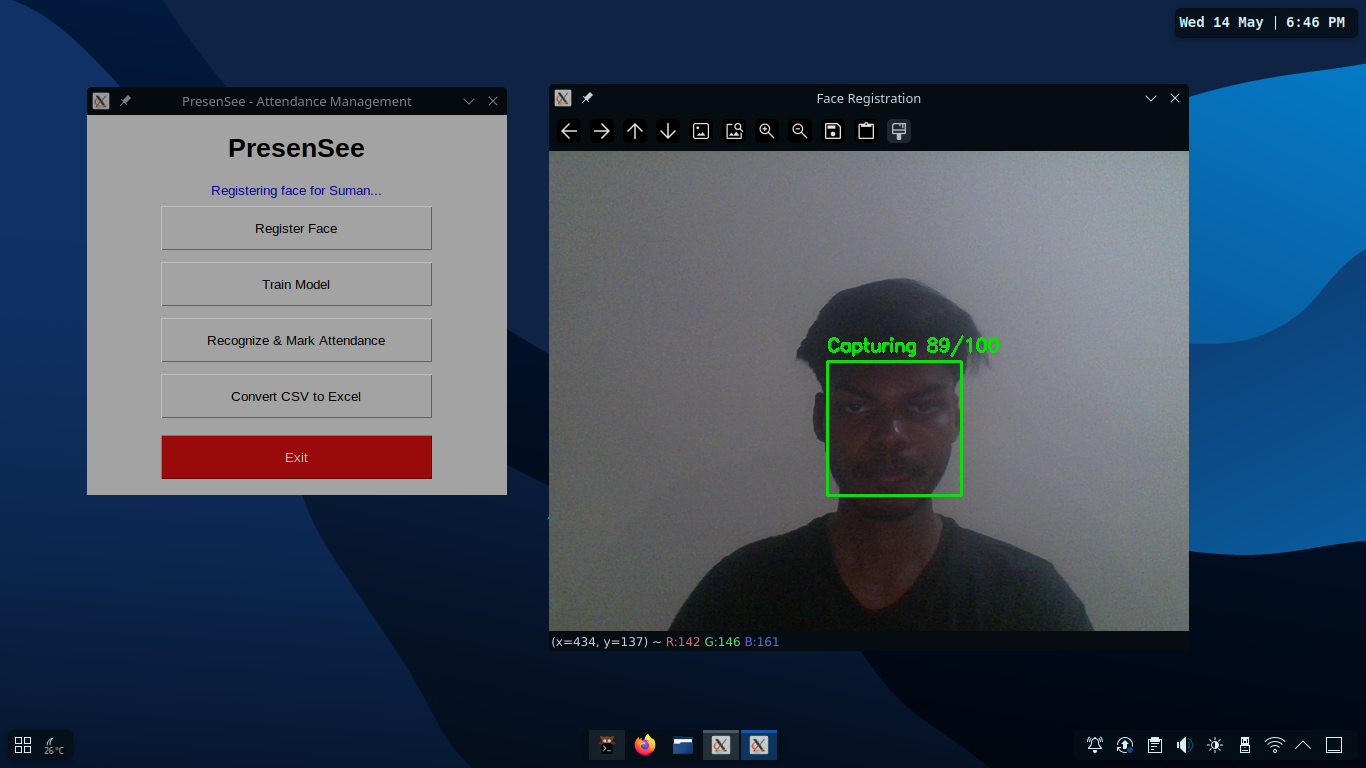 Wed 14 May | 6:46 PM
PresenSee - Attendance Management
PresenSee
Registering face for Suman...
Register Face
Train Model
Recognize & Mark Attendance
Convert CSV to Excel
Exit
Face Registration
Capturing 89/100
(x=434, y=137) ~ R:142 G:146 B:161
26 °C